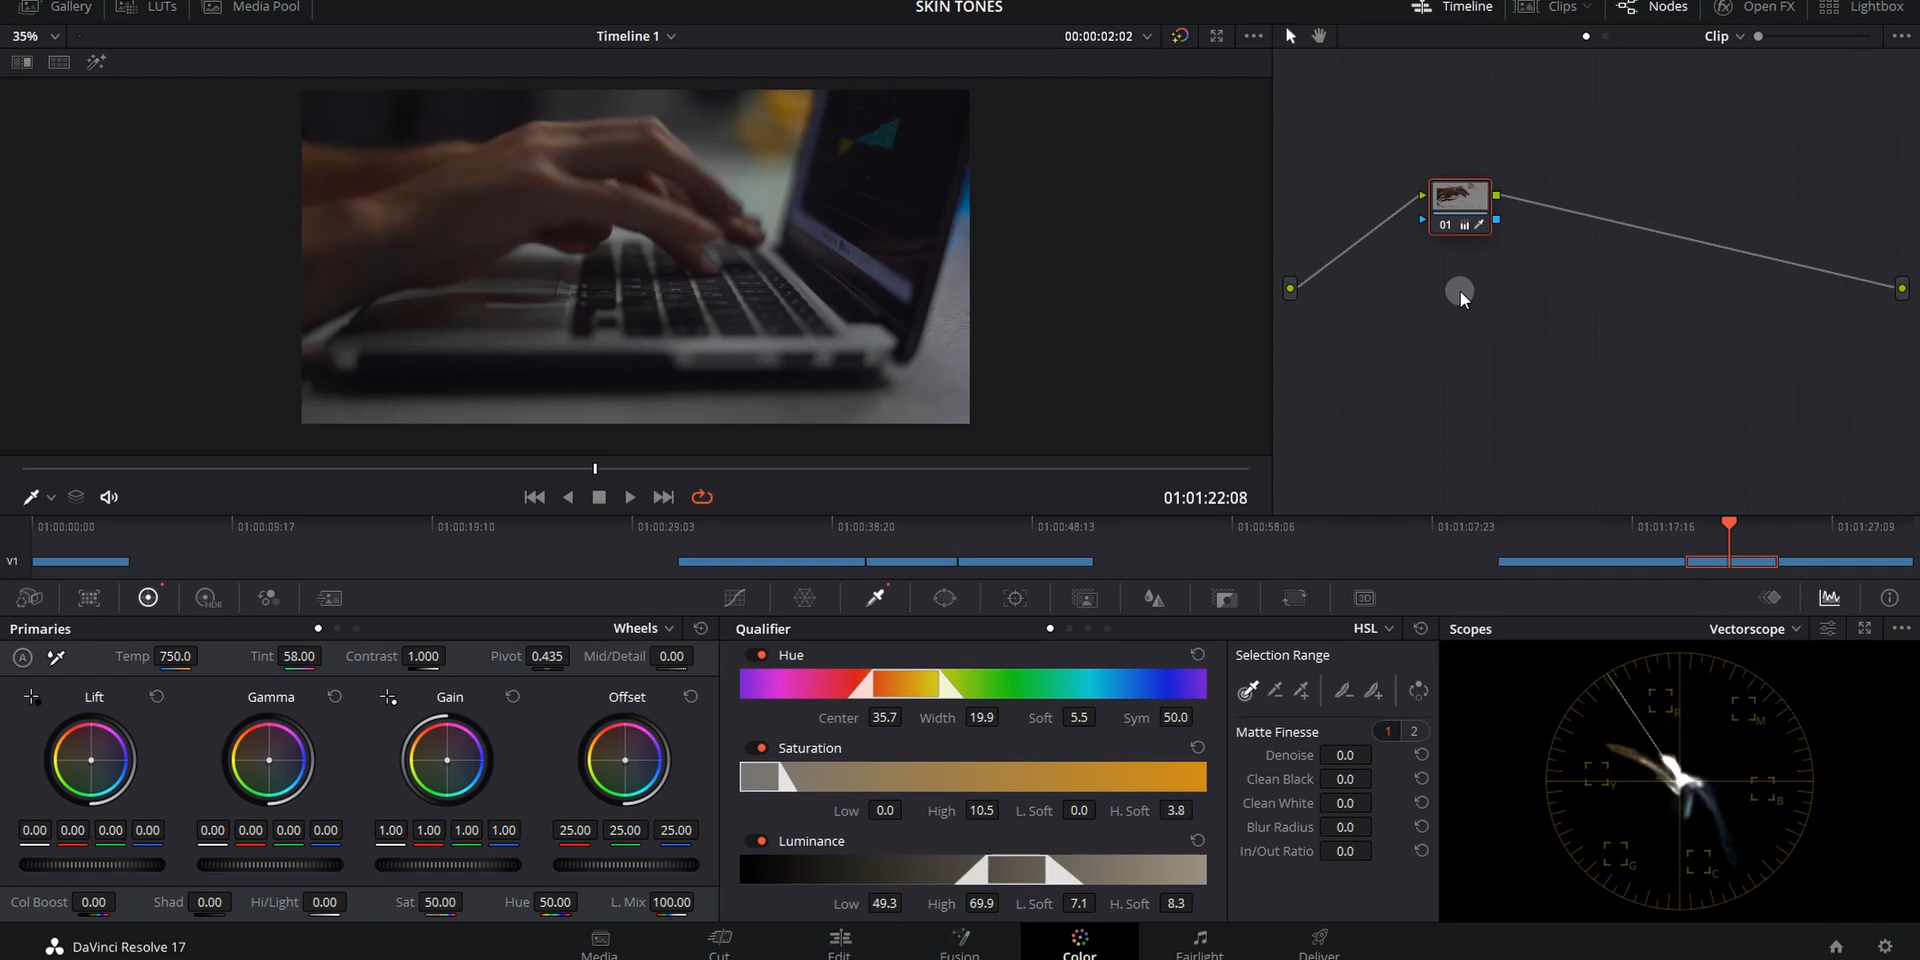 Gallery LUTs Media Pool SKIN TONES Timeline Clips Nodes Open FX Lightbox
35% Timeline 1 00:00:02:02 Clip
01
01:01:22:08
01:00:00:00 01:00:09:17 01:00:19:10 01:00:29:03 01:00:38:20 01:00:48:13 01:00:58:06 01:01:07:23 01:01:17:16 01:01:27:09
V1
HDR 3D
Primaries Wheels
A Temp 750.0 Tint 58.00 Contrast 1.000 Pivot 0.435 Mid/Detail 0.00
Lift Gamma Gain Offset
0.00 0.00 0.00 0.00 0.00 0.00 0.00 0.00 1.00 1.00 1.00 1.00 25.00 25.00 25.00
Col Boost 0.00 Shad 0.00 Hi/Light 0.00 Sat 50.00 Hue 50.00 L. Mix 100.00
Qualifier HSL
Hue
Center 35.7 Width 19.9 Soft 5.5 Sym 50.0
Saturation
Low 0.0 High 10.5 L. Soft 0.0 H. Soft 3.8
Luminance
Low 49.3 High 69.9 L. Soft 7.1 H. Soft 8.3
Selection Range
Matte Finesse 1 2
Denoise 0.0
Clean Black 0.0
Clean White 0.0
Blur Radius 0.0
In/Out Ratio 0.0
Scopes Vectorscope
R M
Y B
G C
DaVinci Resolve 17 Media Cut Edit Fusion Color Fairlight Deliver